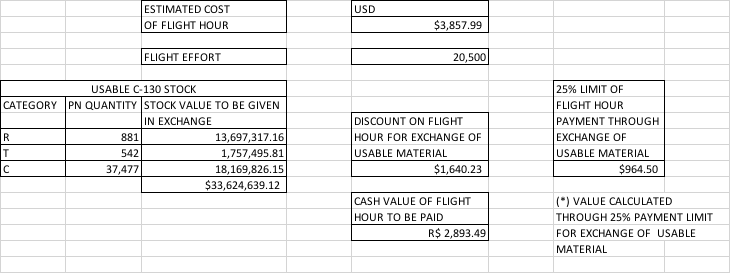 ESTIMATED COST USD
OF FLIGHT HOUR $3,857.99
FLIGHT EFFORT 20,500
USABLE C-130 STOCK 25% LIMIT OF
CATEGORY PN QUANTITY STOCK VALUE TO BE GIVEN FLIGHT HOUR
IN EXCHANGE DISCOUNT ON FLIGHT PAYMENT THROUGH
R 881 13,697,317.16 HOUR FOR EXCHANGE OF EXCHANGE OF
T 542 1,757,495.81 USABLE MATERIAL USABLE MATERIAL
C 37,477 18,169,826.15 $1,640.23 $964.50
$33,624,639.12
CASH VALUE OF FLIGHT (*) VALUE CALCULATED
HOUR TO BE PAID THROUGH 25% PAYMENT LIMIT
R$ 2,893.49 FOR EXCHANGE OF USABLE
MATERIAL